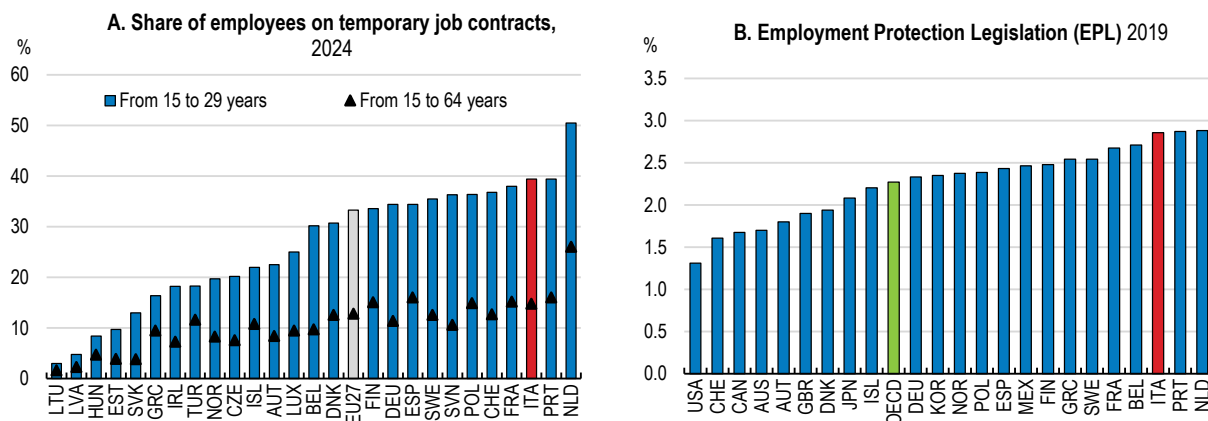 A. Share of employees on temporary job contracts,
2024
%
60
50
40
30
20
10
0
From 15 to 29 years
From 15 to 64 years
LTU
LVA
HUN
EST
SVK
GRC
IRL
TUR
NOR
CZE
ISL
AUT
LUX
BEL
DNK
EU27
FIN
DEU
ESP
SWE
SVN
POL
CHE
FRA
ITA
PRT
NLD
B. Employment Protection Legislation (EPL) 2019
%
3.5
3.0
2.5
2.0
1.5
1.0
0.5
0.0
USA
CHE
CAN
AUS
AUT
GBR
DNK
JPN
ISL
OECD
DEU
KOR
NOR
POL
ESP
MEX
FIN
GRC
SWE
FRA
BEL
ITA
PRT
NLD